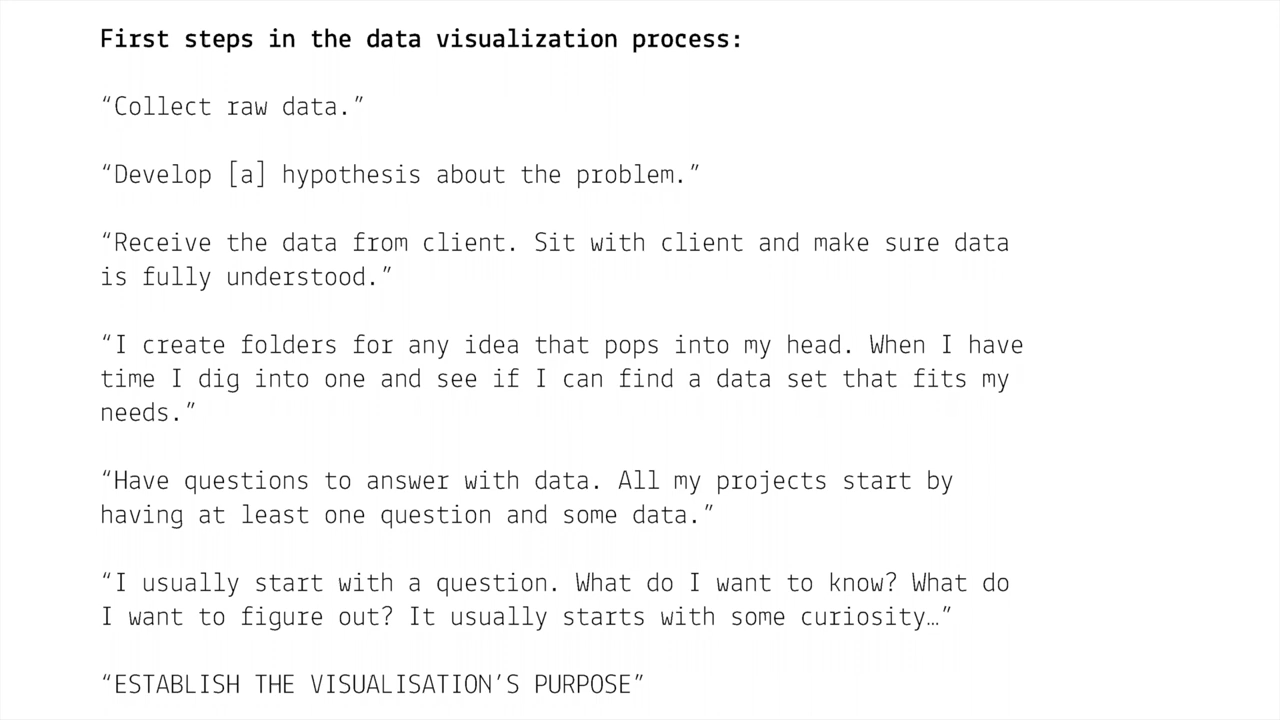 First steps in the data visualization process:
“Collect raw data.”
“Develop [a] hypothesis about the problem.”
“Receive the data from client. Sit with client and make sure data
is fully understood.”
“I create folders for any idea that pops into my head. When I have
time I dig into one and see if I can find a data set that fits my
needs.”
“Have questions to answer with data. All my projects start by
having at least one question and some data.”
“I usually start with a question. What do I want to know? What do
I want to figure out? It usually starts with some curiosity…”
“ESTABLISH THE VISUALISATION’S PURPOSE”